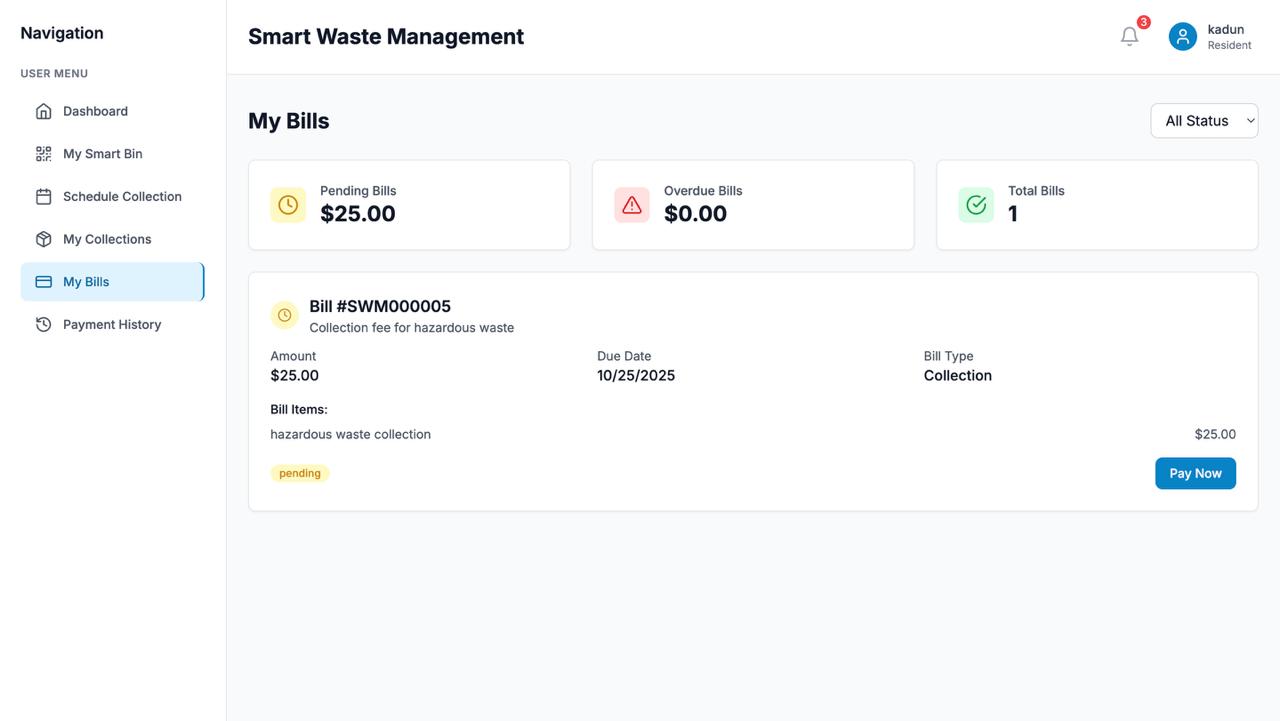 Navigation
USER MENU
Dashboard
My Smart Bin
Schedule Collection
My Collections
My Bills
Payment History
Smart Waste Management
3
kadun
Resident
My Bills
All Status
Pending Bills
$25.00
Overdue Bills
$0.00
Total Bills
1
Bill #SWM000005
Collection fee for hazardous waste
Amount
$25.00
Due Date
10/25/2025
Bill Type
Collection
Bill Items:
hazardous waste collection
$25.00
pending
Pay Now